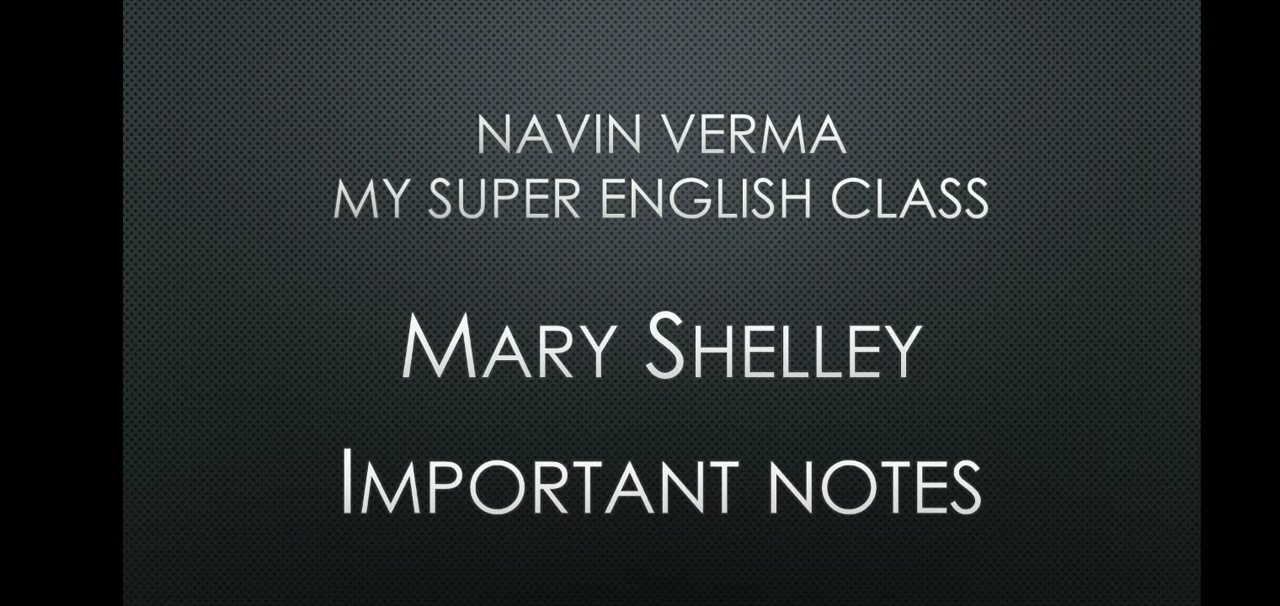 NAVIN VERMA
MY SUPER ENGLISH CLASS
MARY SHELLEY
IMPORTANT NOTES